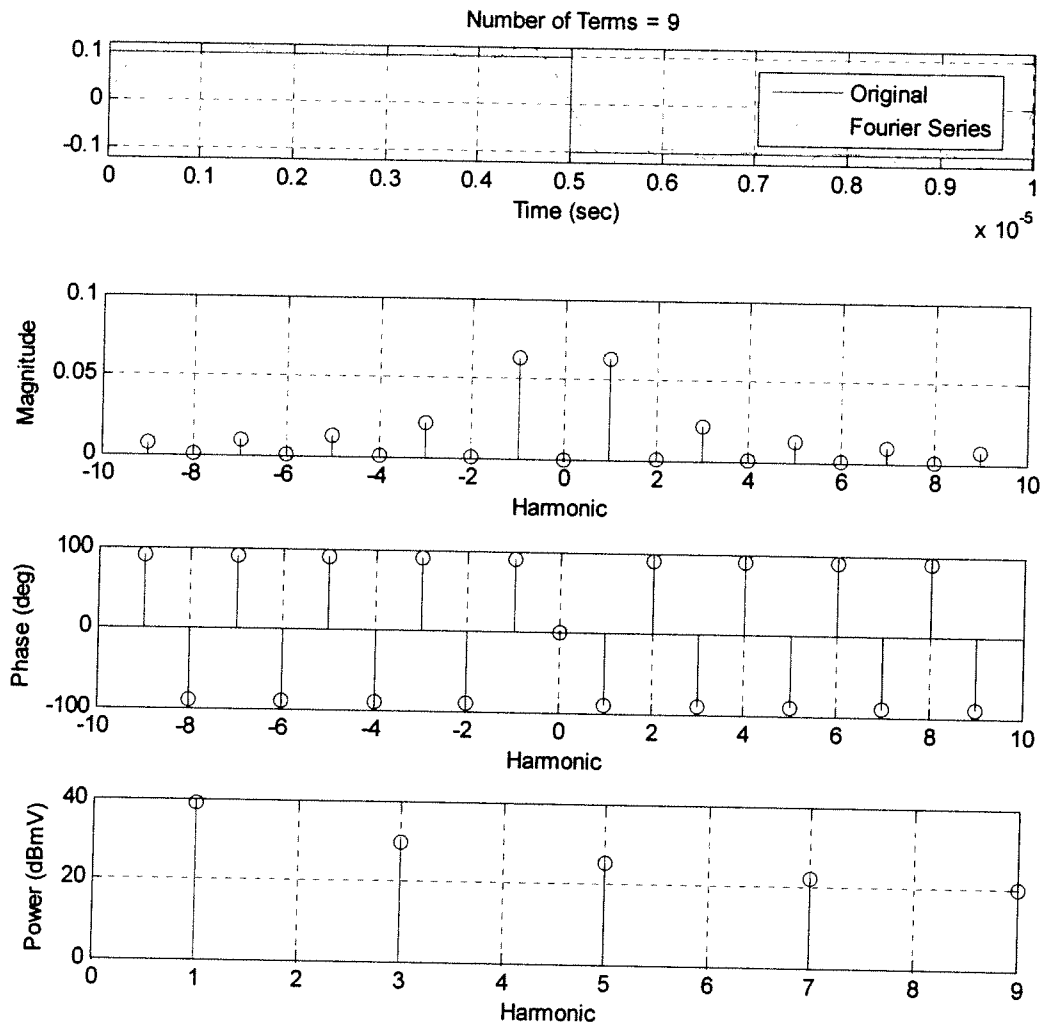 Number of Terms = 9
0.1
0
-0.1
Original
Fourier Series
0 0.1 0.2 0.3 0.4 0.5 0.6 0.7 0.8 0.9 1
Time (sec)
x 10-5
Magnitude
0.1
0.05
0
-10 -8 -6 -4 -2 0 2 4 6 8 10
Harmonic
Phase (deg)
100
0
-100
-10 -8 -6 -4 -2 0 2 4 6 8 10
Harmonic
Power (dBmV)
40
20
0
0 1 2 3 4 5 6 7 8 9
Harmonic